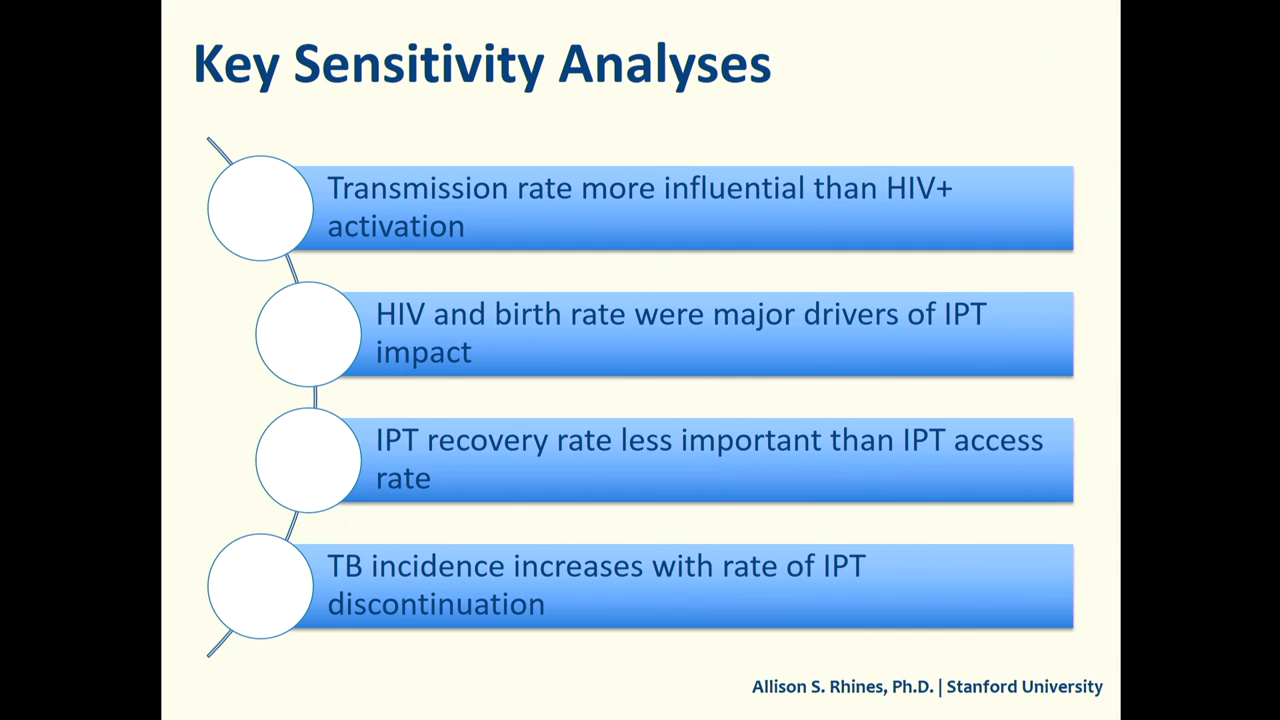 Key Sensitivity Analyses
Transmission rate more influential than HIV+
activation
HIV and birth rate were major drivers of IPT
impact
IPT recovery rate less important than IPT access
rate
TB incidence increases with rate of IPT
discontinuation
Allison S. Rhines, Ph.D. | Stanford University